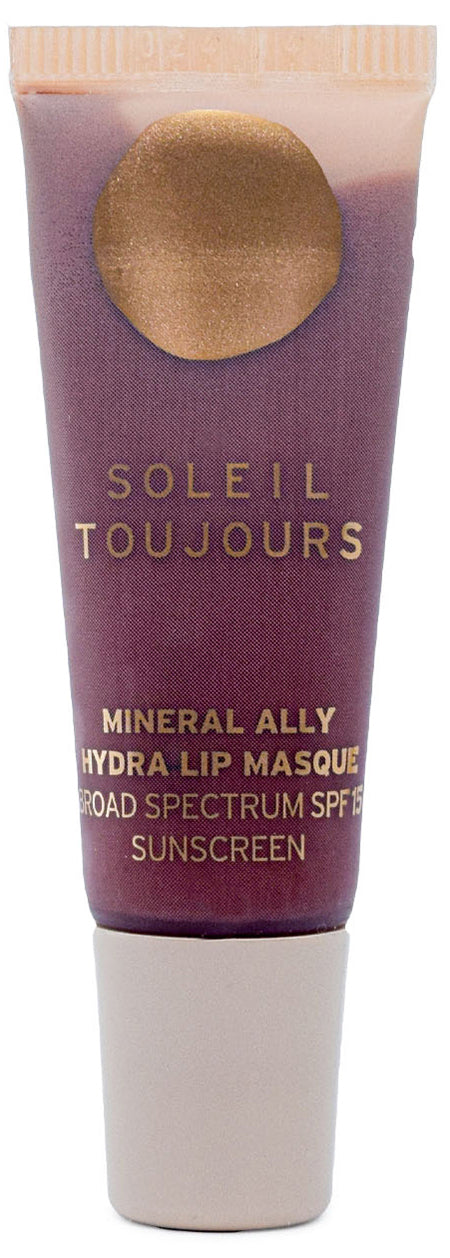 SOLEIL
TOUJOURS
MINERAL ALLY
HYDRA LIP MASQUE
BROAD SPECTRUM SPF 15
SUNSCREEN